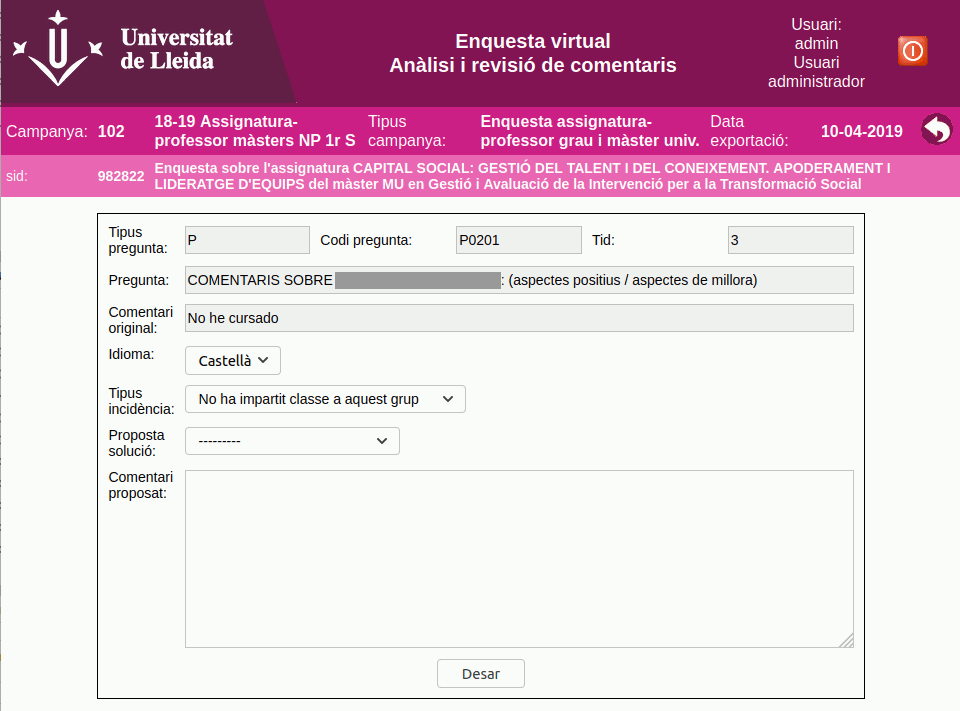 Universitat
de Lleida
Enquesta virtual
Anàlisi i revisió de comentaris
Usuari:
admin
Usuari
administrador
Campanya: 102
18-19 Assignatura-
professor màsters NP 1r S
Tipus
campanya:
Enquesta assignatura-
professor grau i màster univ.
Data
exportació:
10-04-2019
sid: 982822
Enquesta sobre l'assignatura CAPITAL SOCIAL: GESTIÓ DEL TALENT I DEL CONEIXEMENT. APODERAMENT I
LIDERATGE D'EQUIPS del màster MU en Gestió i Avaluació de la Intervenció per a la Transformació Social
Tipus
pregunta:
P
Codi pregunta: P0201
Tid: 3
Pregunta: COMENTARIS SOBRE : (aspectes positius / aspectes de millora)
Comentari
original:
No he cursado
Idioma: Castellà
Tipus
incidència:
No ha impartit classe a aquest grup
Proposta
solució:
---------
Comentari
proposat:
Desar